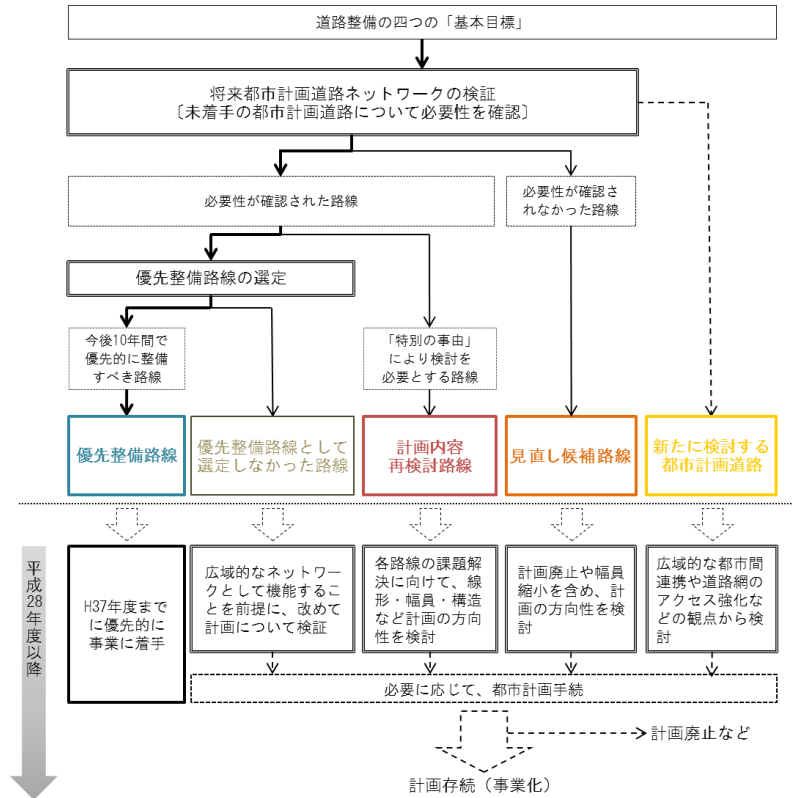 道路整備の四つの「基本目標」
将来都市計画道路ネットワークの検証
〔未着手の都市計画道路について必要性を確認〕
必要性が確認された路線
必要性が確認さ
れなかった路線
優先整備路線の選定
今後10年間で
優先的に整備
すべき路線
「特別の事由」
により検討を
必要とする路線
優先整備路線
優先整備路線として
選定しなかった路線
計画内容
再検討路線
見直し候補路線
新たに検討する
都市計画道路
平成28年度以降
H37年度まで
に優先的に
事業に着手
広域的なネットワー
クとして機能すること
を前提に、改めて
計画について検証
各路線の課題解
決に向けて、線
形・幅員・構造
など計画の方向
性を検討
計画廃止や幅員
縮小を含め、計
画の方向性を検
討
広域的な都市間
連携や道路網の
アクセス強化な
どの観点から検
討
必要に応じて、都市計画手続
計画廃止など
計画存続（事業化）